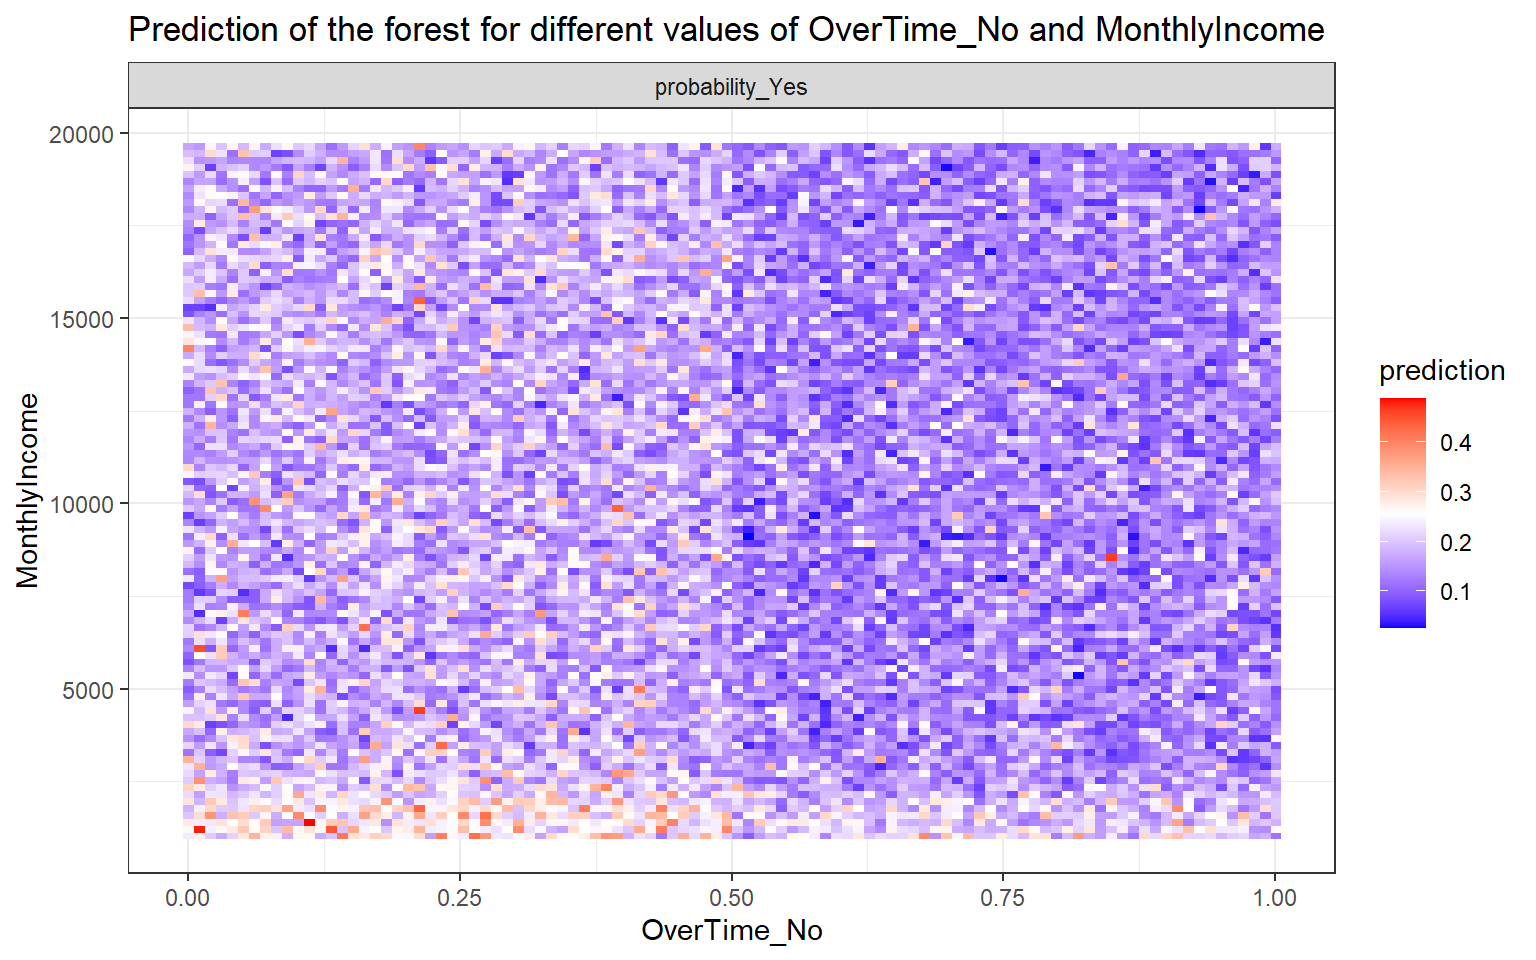 Prediction of the forest for different values of OverTime_No and MonthlyIncome
probability_Yes
20000
15000
10000
5000
MonthlyIncome
0.00
0.25
0.50
0.75
1.00
OverTime_No
prediction
0.4
0.3
0.2
0.1